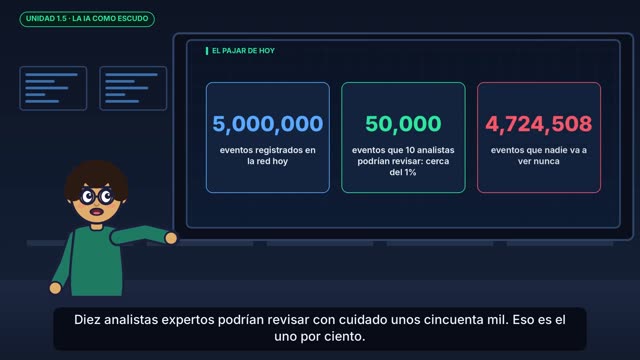 UNIDAD 1.5 · LA IA COMO ESCUDO
EL PAJAR DE HOY
5,000,000
eventos registrados en
la red hoy
50,000
eventos que 10 analistas
podrían revisar: cerca
del 1%
4,724,508
eventos que nadie va a
ver nunca
Diez analistas expertos podrían revisar con cuidado unos cincuenta mil. Eso es el
uno por ciento.